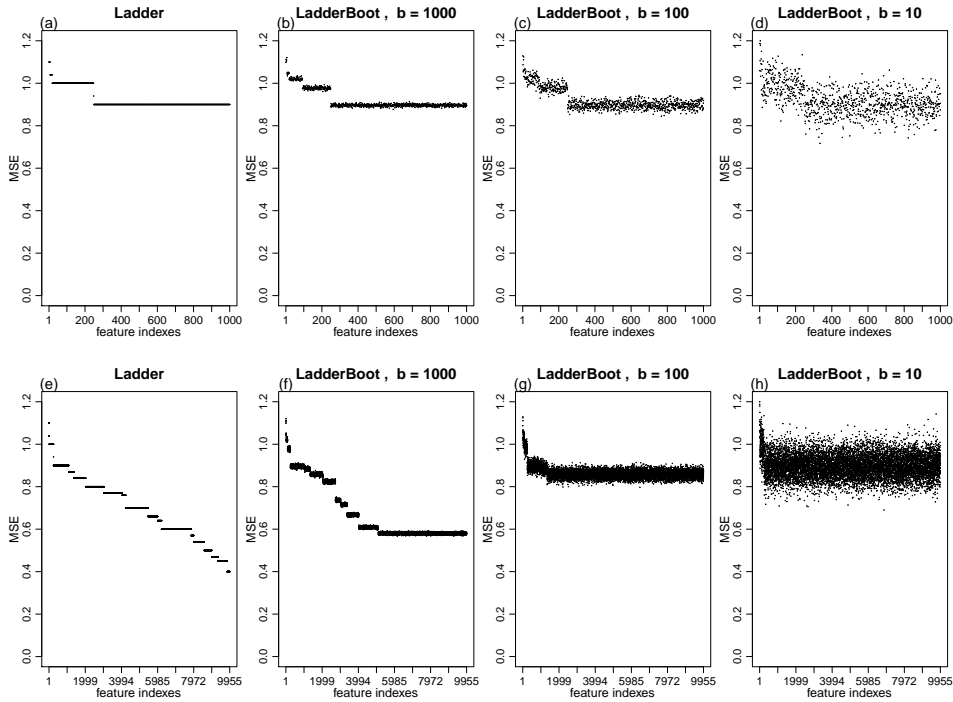 Ladder
LadderBoot , b = 1000
LadderBoot , b = 100
LadderBoot , b = 10
(a)
(b)
(c)
(d)
MSE
0.0 0.2 0.4 0.6 0.8 1.0 1.2
MSE
0.0 0.2 0.4 0.6 0.8 1.0 1.2
MSE
0.0 0.2 0.4 0.6 0.8 1.0 1.2
MSE
0.0 0.2 0.4 0.6 0.8 1.0 1.2
1 200 400 600 800 1000
1 200 400 600 800 1000
1 200 400 600 800 1000
1 200 400 600 800 1000
feature indexes
feature indexes
feature indexes
feature indexes
Ladder
LadderBoot , b = 1000
LadderBoot , b = 100
LadderBoot , b = 10
(e)
(f)
(g)
(h)
MSE
0.0 0.2 0.4 0.6 0.8 1.0 1.2
MSE
0.0 0.2 0.4 0.6 0.8 1.0 1.2
MSE
0.0 0.2 0.4 0.6 0.8 1.0 1.2
MSE
0.0 0.2 0.4 0.6 0.8 1.0 1.2
1 1999 3994 5985 7972 9955
1 1999 3994 5985 7972 9955
1 1999 3994 5985 7972 9955
1 1999 3994 5985 7972 9955
feature indexes
feature indexes
feature indexes
feature indexes